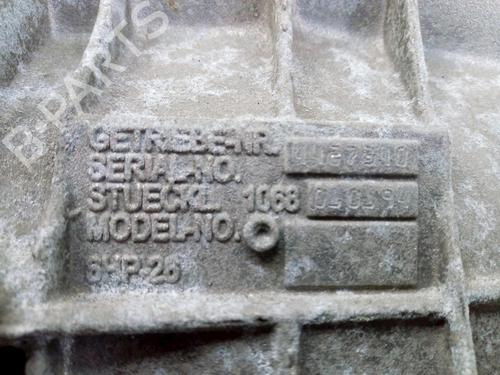 B-PARTS
GETRIEBE-NR.
SERIAL-NO.
STUECKL. 1068
MODEL-NO.
6HP-26